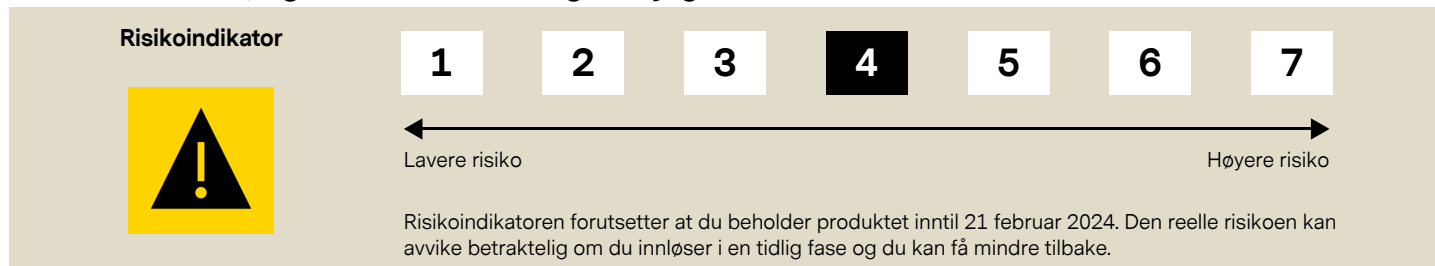 Risikoindikator
1 2 3 4 5 6 7
Lavere risiko Høyere risiko
Risikoindikatoren forutsetter at du beholder produktet inntil 21 februar 2024. Den reelle risikoen kan
avvike betraktelig om du innløser i en tidlig fase og du kan få mindre tilbake.